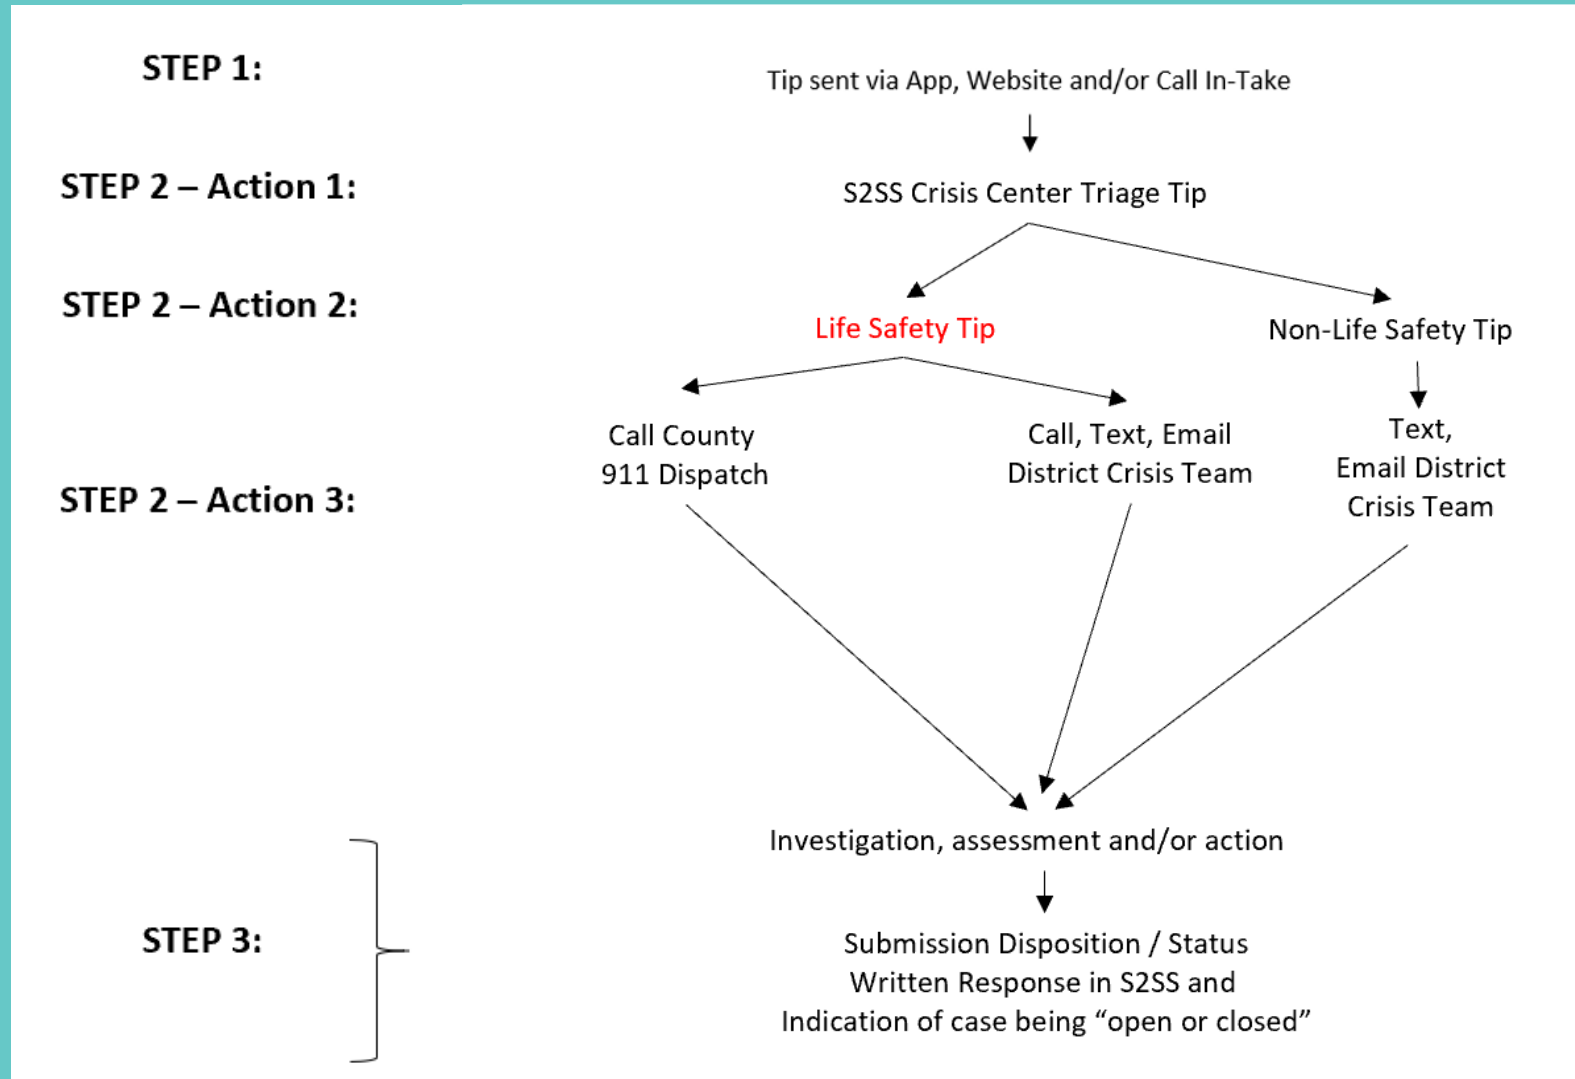 STEP 1:
Tip sent via App, Website and/or Call In-Take
STEP 2 – Action 1:
S2SS Crisis Center Triage Tip
STEP 2 – Action 2:
Life Safety Tip
Non-Life Safety Tip
STEP 2 – Action 3:
Call County
911 Dispatch
Call, Text, Email
District Crisis Team
Text,
Email District
Crisis Team
STEP 3:
Investigation, assessment and/or action
Submission Disposition / Status
Written Response in S2SS and
Indication of case being “open or closed”